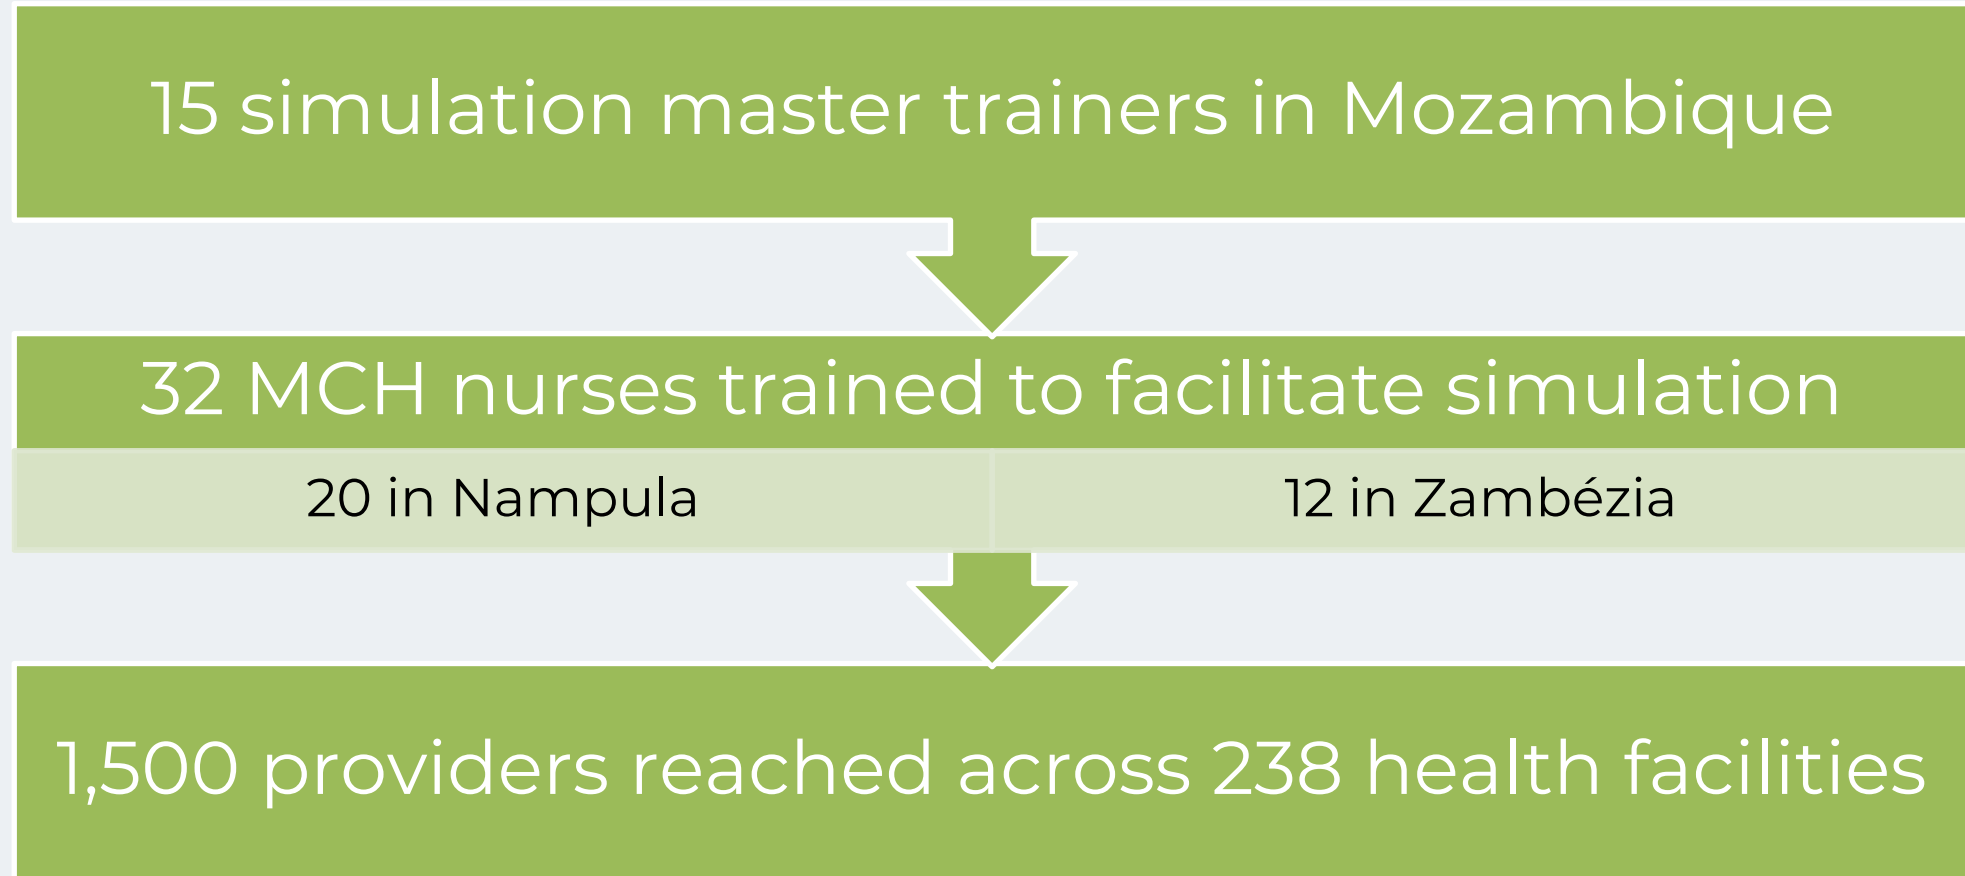 15 simulation master trainers in Mozambique
32 MCH nurses trained to facilitate simulation
20 in Nampula
12 in Zambézia
1,500 providers reached across 238 health facilities